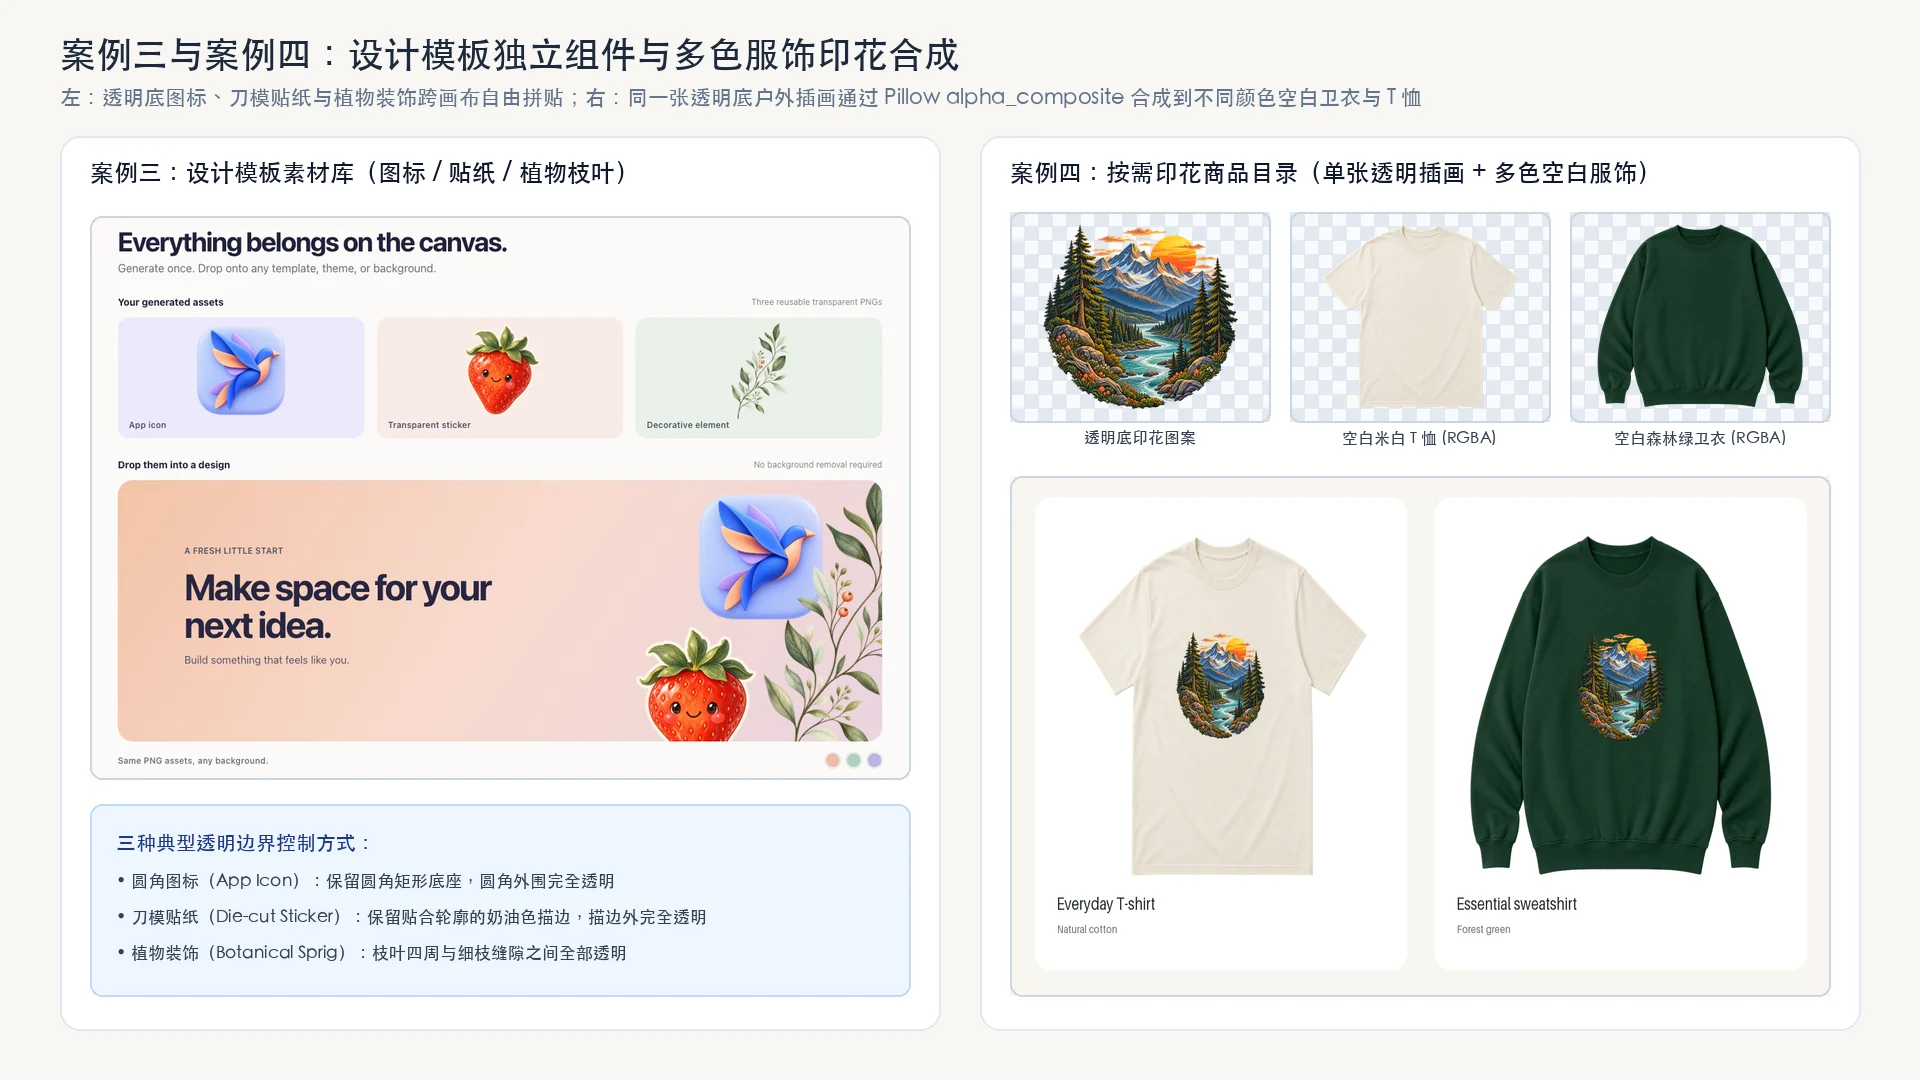 案例三与案例四：设计模板独立组件与多色服饰印花合成
左：透明底图标、刀模贴纸与植物装饰跨画布自由拼贴；右：同一张透明底户外插画通过 Pillow alpha_composite 合成到不同颜色空白卫衣与 T 恤
案例三：设计模板素材库（图标 / 贴纸 / 植物枝叶）
Everything belongs on the canvas.
Generate once. Drop onto any template, theme, or background.
Your generated assets
Three reusable transparent PNGs
App icon
Transparent sticker
Decorative element
Drop them into a design
No background removal required
A FRESH LITTLE START
Make space for your
next idea.
Build something that feels like you.
Same PNG assets, any background.
三种典型透明边界控制方式：
• 圆角图标（App Icon）：保留圆角矩形底座，圆角外围完全透明
• 刀模贴纸（Die-cut Sticker）：保留贴合轮廓的奶油色描边，描边外完全透明
• 植物装饰（Botanical Sprig）：枝叶四周与细枝缝隙之间全部透明
案例四：按需印花商品目录（单张透明插画 + 多色空白服饰）
透明底印花图案
空白米白 T 恤 (RGBA)
空白森林绿卫衣 (RGBA)
Everyday T-shirt
Natural cotton
Essential sweatshirt
Forest green